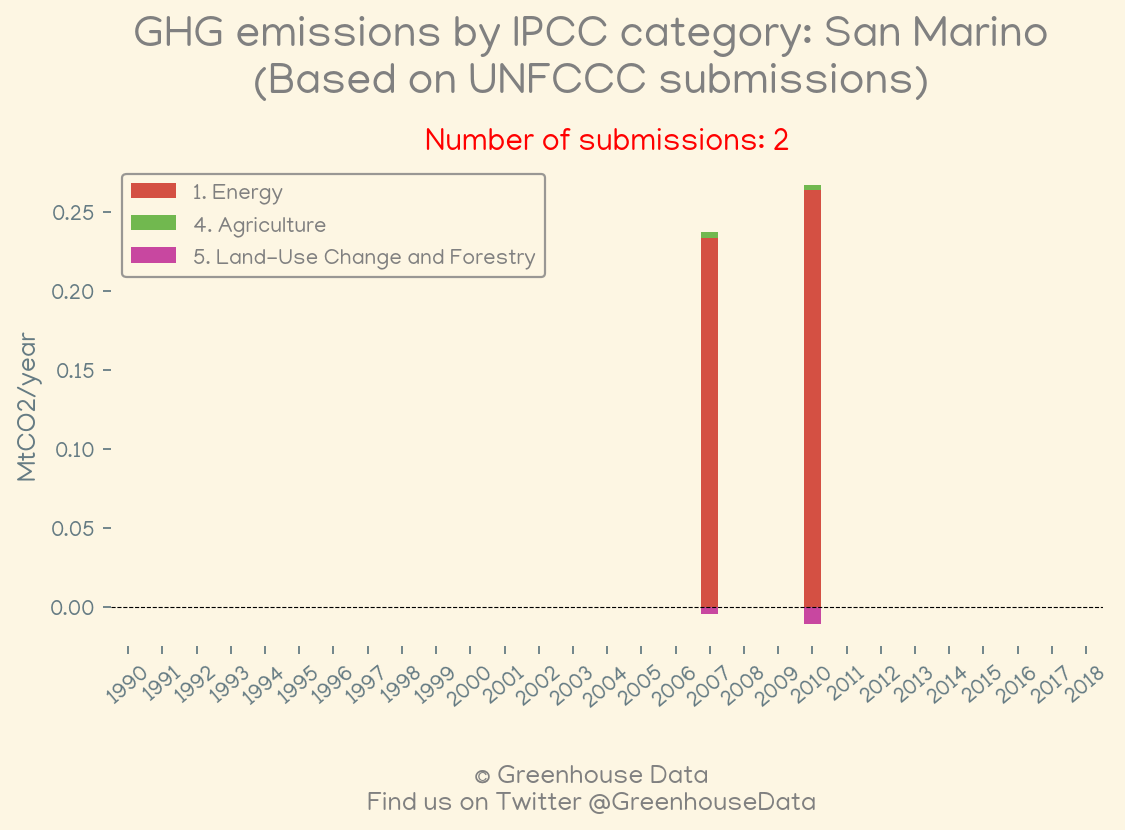 GHG emissions by IPCC category: San Marino
(Based on UNFCCC submissions)
Number of submissions: 2
1. Energy
4. Agriculture
5. Land-Use Change and Forestry
MtCO2/year
0.25
0.20
0.15
0.10
0.05
0.00
1990 1991 1992 1993 1994 1995 1996 1997 1998 1999 2000 2001 2002 2003 2004 2005 2006 2007 2008 2009 2010 2011 2012 2013 2014 2015 2016 2017 2018
© Greenhouse Data
Find us on Twitter @GreenhouseData